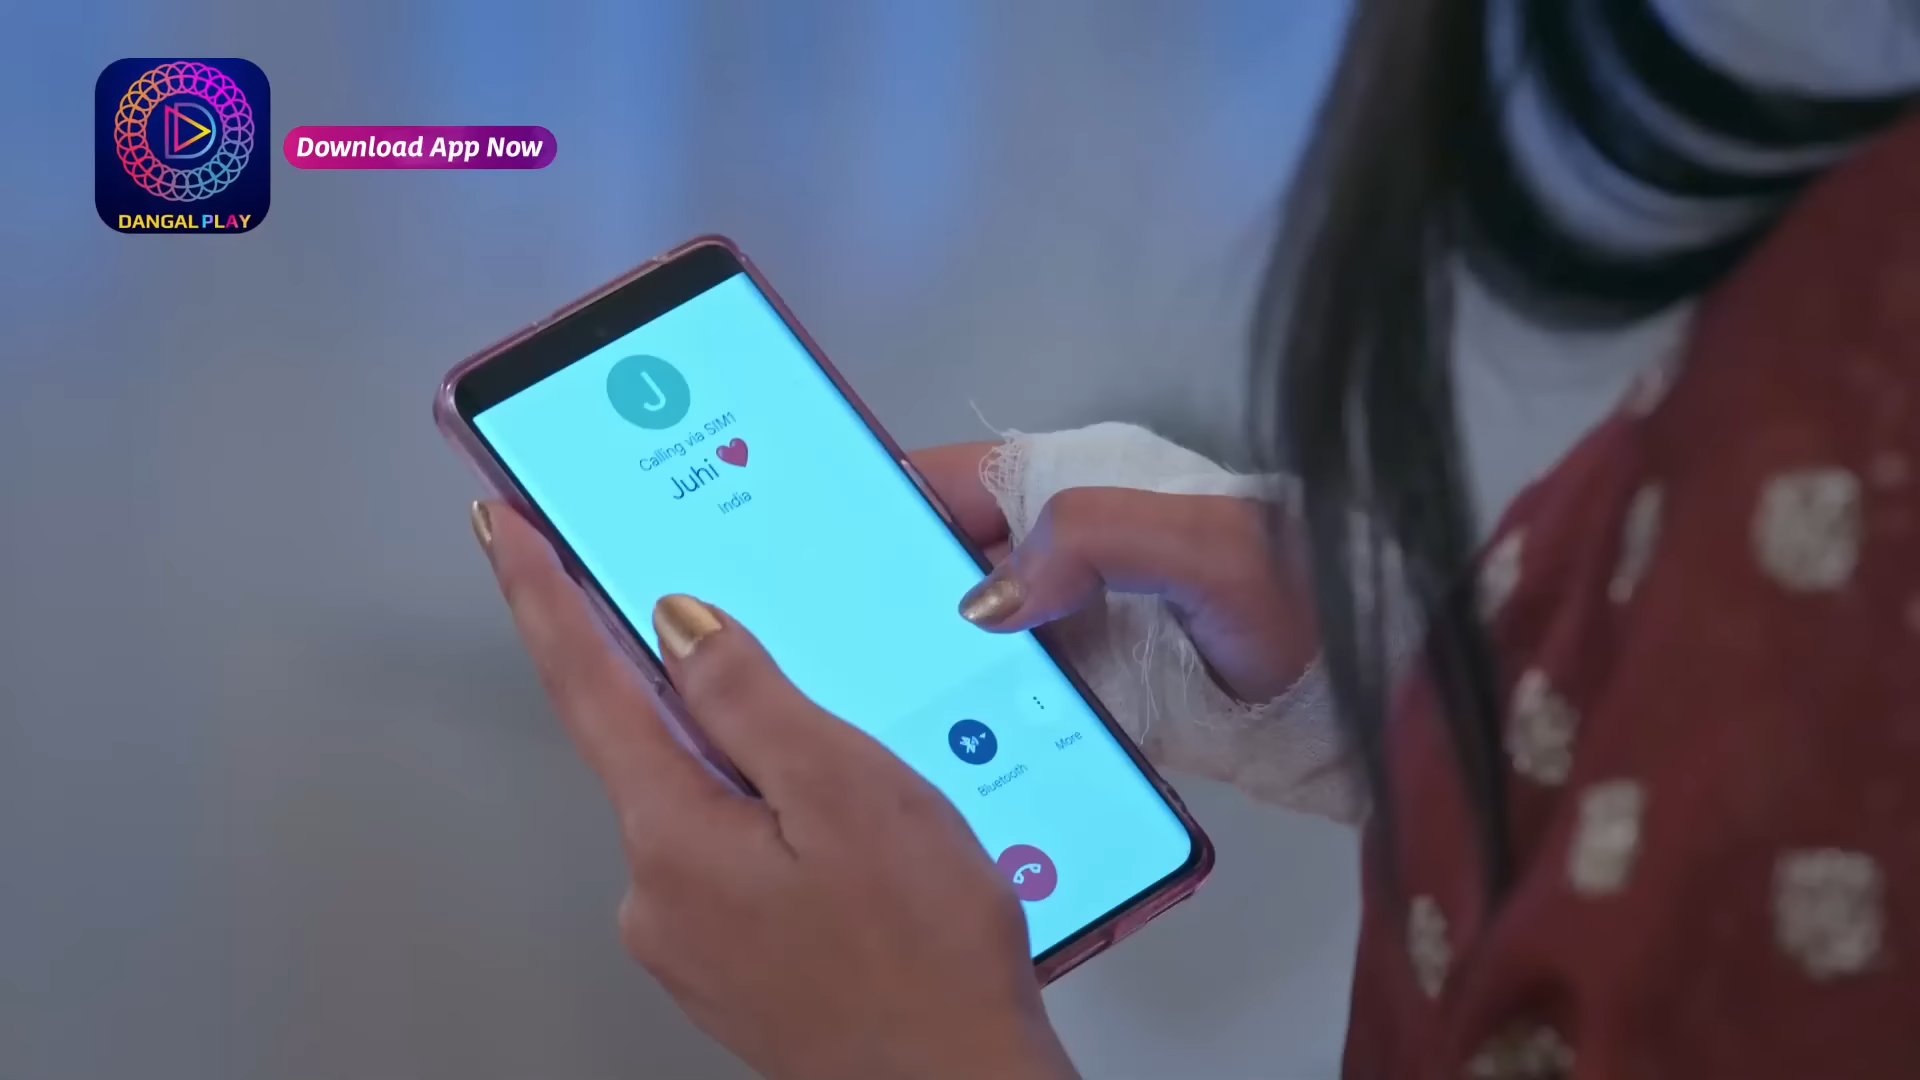 DANGAL PLAY
Download App Now
J
Calling via SIM1
Juhi ❤️
India
More
Bluetooth